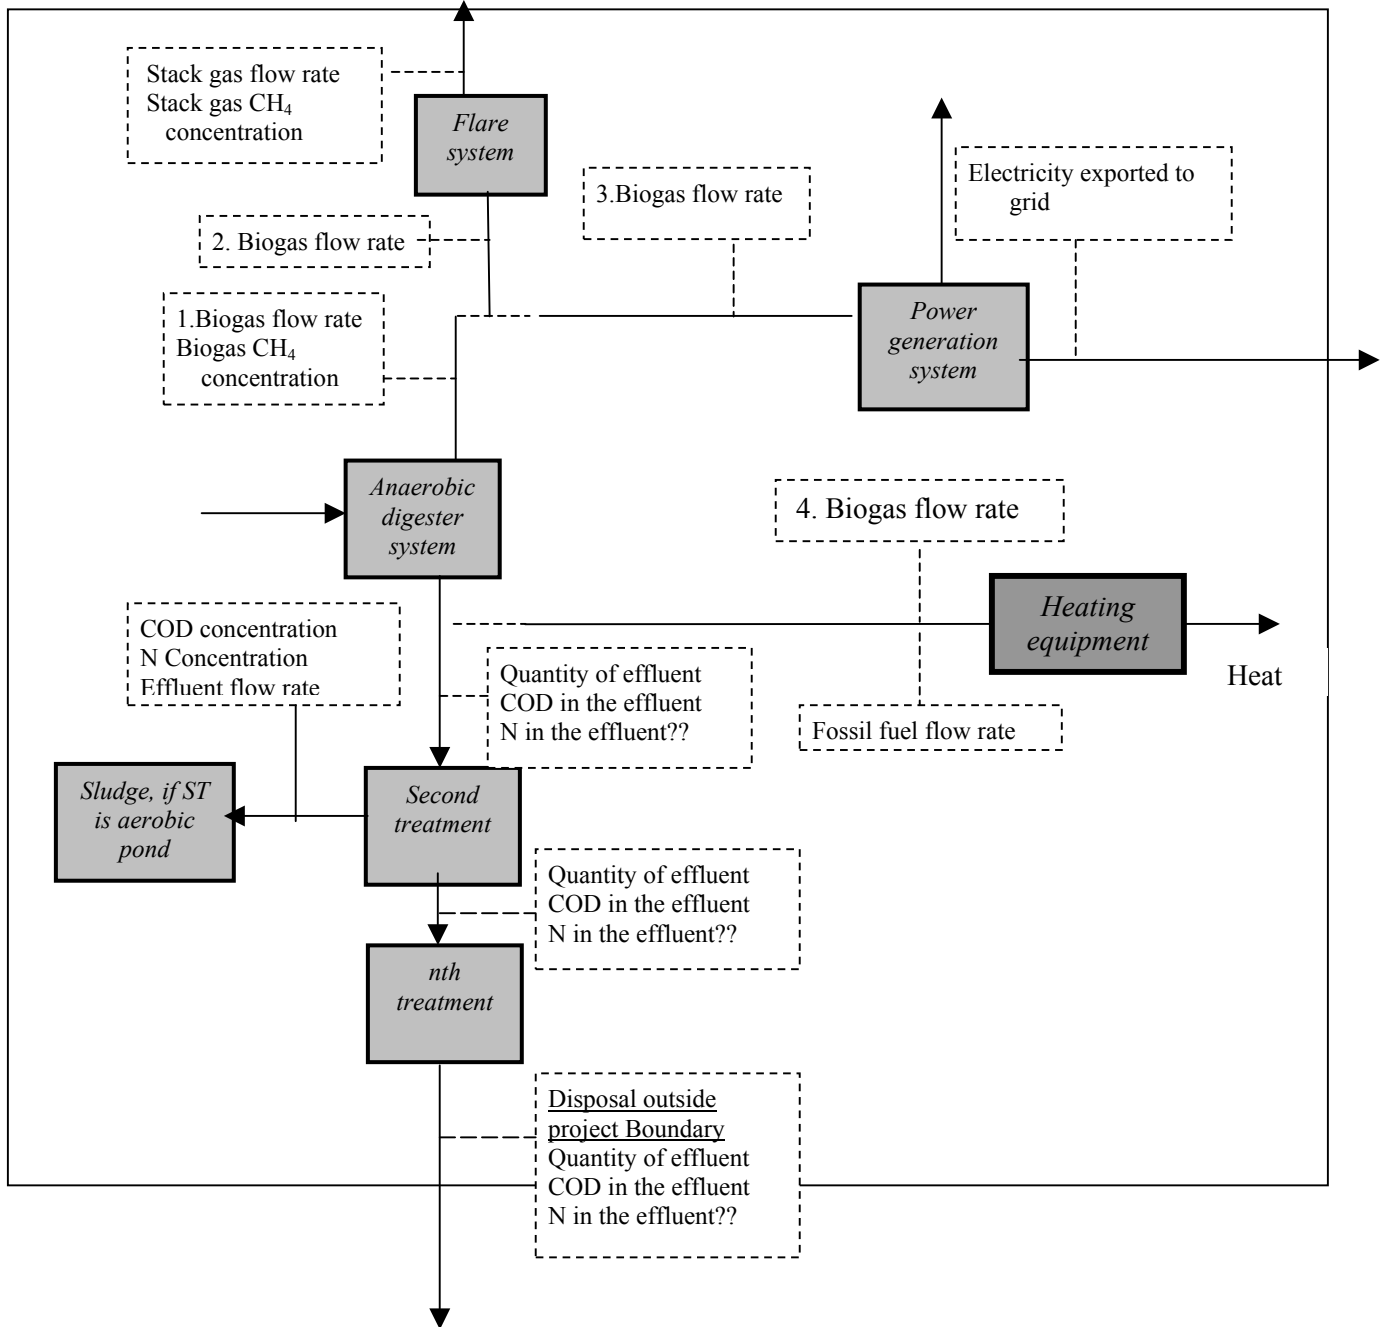 Stack gas flow rate
Stack gas CH₄
concentration
Flare
system
Electricity exported to
grid
3.Biogas flow rate
2. Biogas flow rate
1.Biogas flow rate
Biogas CH₄
concentration
Power
generation
system
Anaerobic
digester
system
4. Biogas flow rate
Heating
equipment
Heat
COD concentration
N Concentration
Effluent flow rate
Quantity of effluent
COD in the effluent
N in the effluent??
Fossil fuel flow rate
Sludge, if ST
is aerobic
pond
Second
treatment
Quantity of effluent
COD in the effluent
N in the effluent??
nth
treatment
Disposal outside
project Boundary
Quantity of effluent
COD in the effluent
N in the effluent??